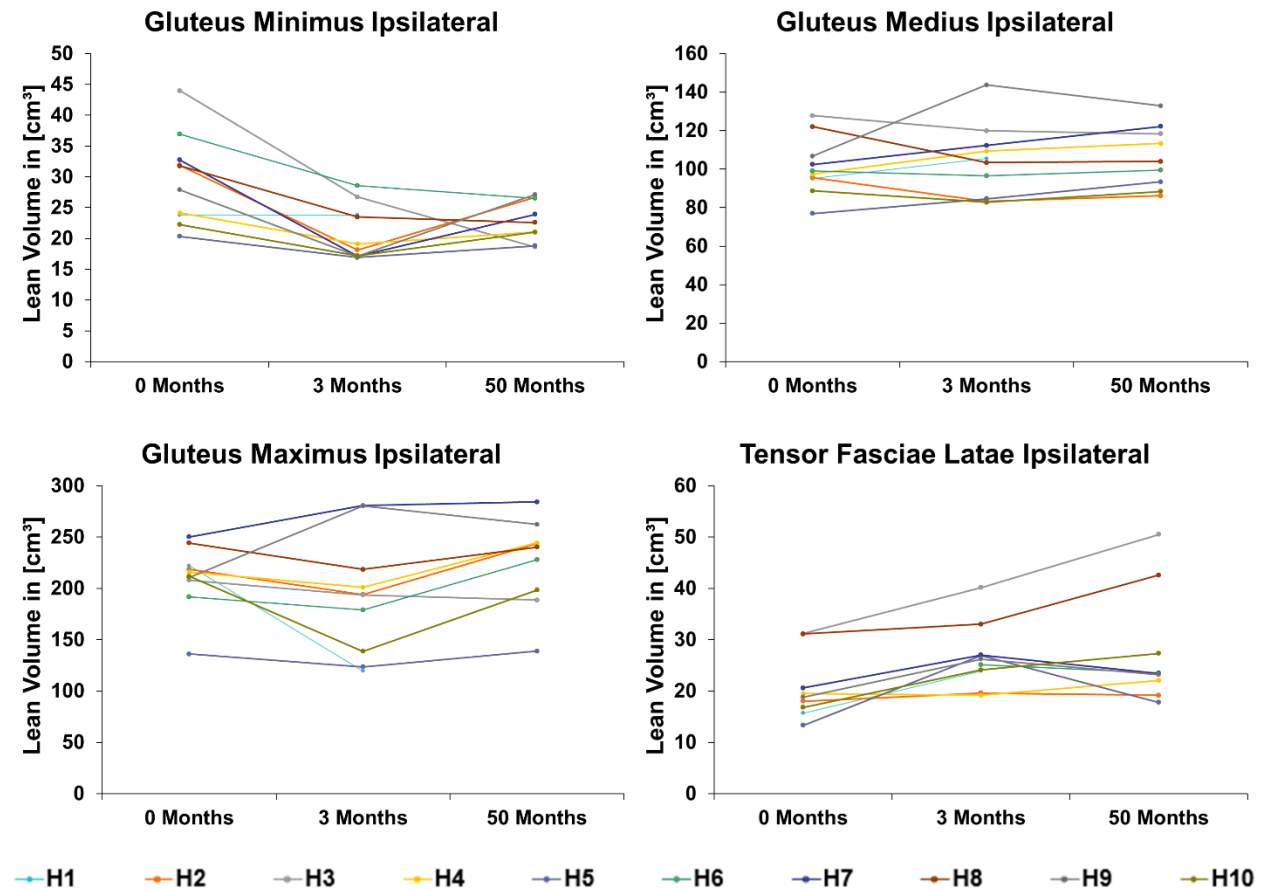 Gluteus Minimus Ipsilateral
Lean Volume in [cm³]
50
45
40
35
30
25
20
15
10
5
0
0 Months 3 Months 50 Months
Gluteus Medius Ipsilateral
Lean Volume in [cm³]
160
140
120
100
80
60
40
20
0
0 Months 3 Months 50 Months
Gluteus Maximus Ipsilateral
Lean Volume in [cm³]
300
250
200
150
100
50
0
0 Months 3 Months 50 Months
Tensor Fasciae Latae Ipsilateral
Lean Volume in [cm³]
60
50
40
30
20
10
0
0 Months 3 Months 50 Months
H1 H2 H3 H4 H5 H6 H7 H8 H9 H10